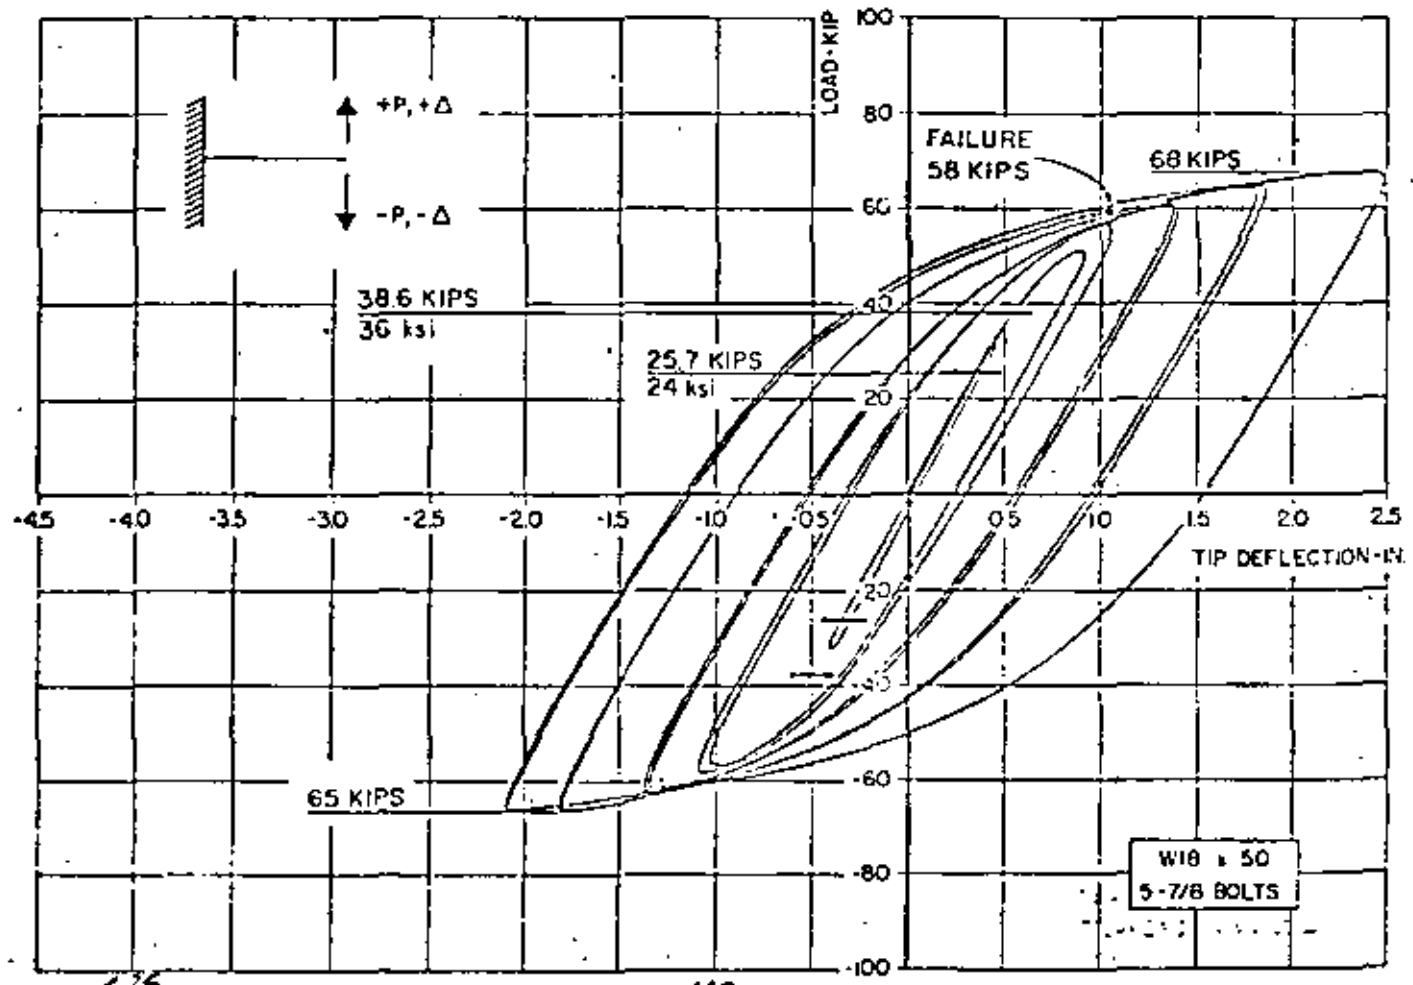 LOAD-KIP
100
80
60
40
20
20
-40
-60
-80
-100
+P, +Δ
-P, -Δ
FAILURE
58 KIPS
68 KIPS
38.6 KIPS
36 ksi
25.7 KIPS
24 ksi
-4.5 -4.0 -3.5 -3.0 -2.5 -2.0 -1.5 -1.0 -0.5 0.5 1.0 1.5 2.0 2.5
TIP DEFLECTION-IN.
65 KIPS
W18 x 50
5-7/8 BOLTS